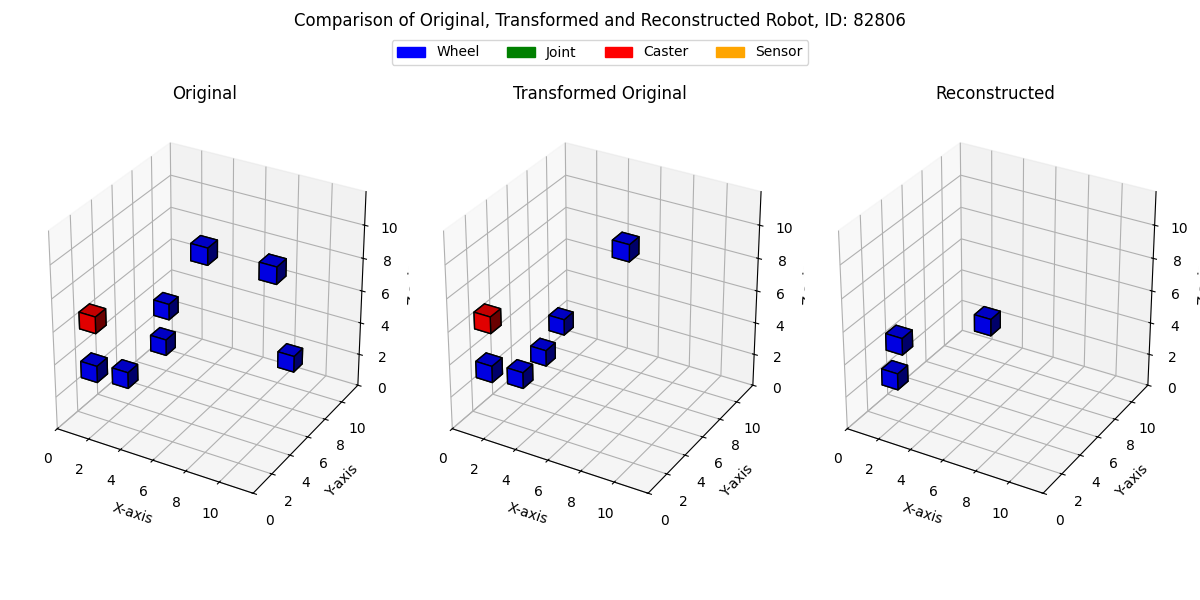 Comparison of Original, Transformed and Reconstructed Robot, ID: 82806
Wheel Joint Caster Sensor
Original Transformed Original Reconstructed
10 10 10
8 8 8
6 6 6
4 4 4
2 2 2
0 0 0
10 10 10
8 8 8
6 6 6
4 4 4
2 2 2
0 0 0
0 2 4 6 8 10 0 2 4 6 8 10 0 2 4 6 8 10
X-axis Y-axis X-axis Y-axis X-axis Y-axis